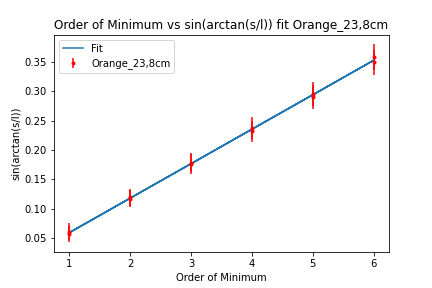 Order of Minimum vs sin(arctan(s/l)) fit Orange_23,8cm
Fit
Orange_23,8cm
0.35
0.30
0.25
0.20
0.15
0.10
0.05
sin(arctan(s/l))
1 2 3 4 5 6
Order of Minimum